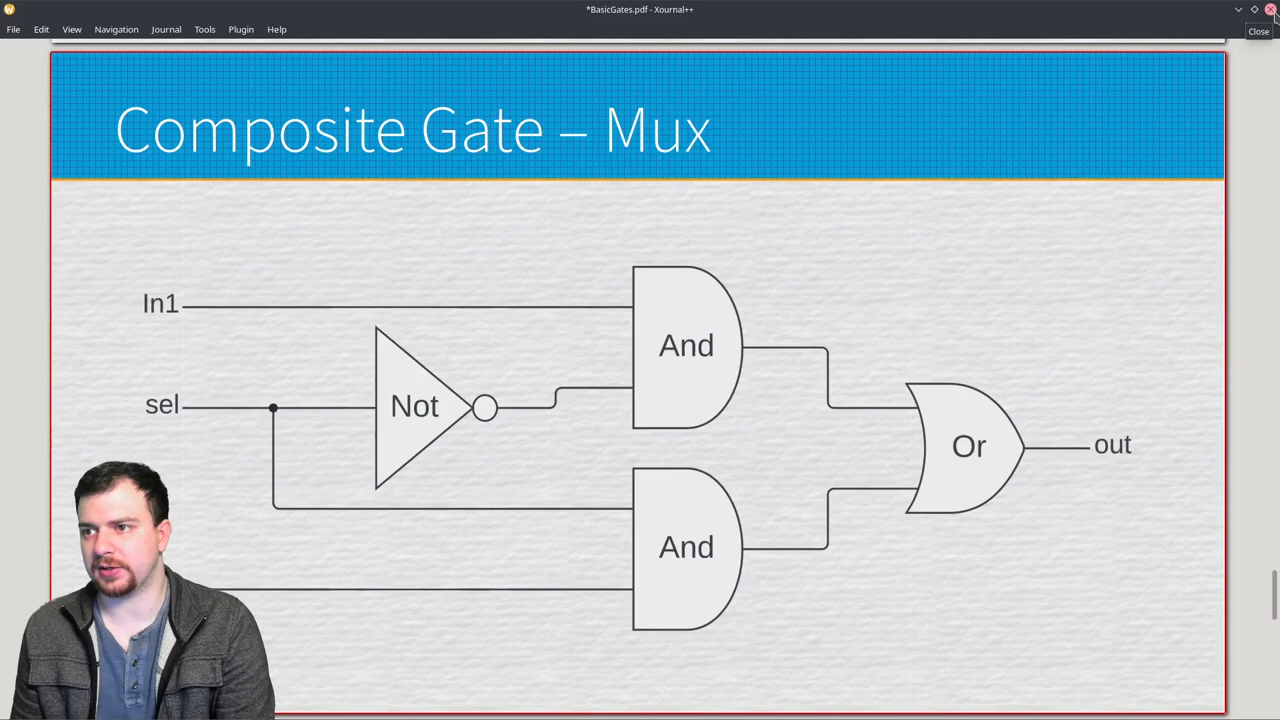 *BasicGates.pdf - Xournal++
File Edit View Navigation Journal Tools Plugin Help
Close
Composite Gate – Mux
In1
And
sel
Not
Or
out
And